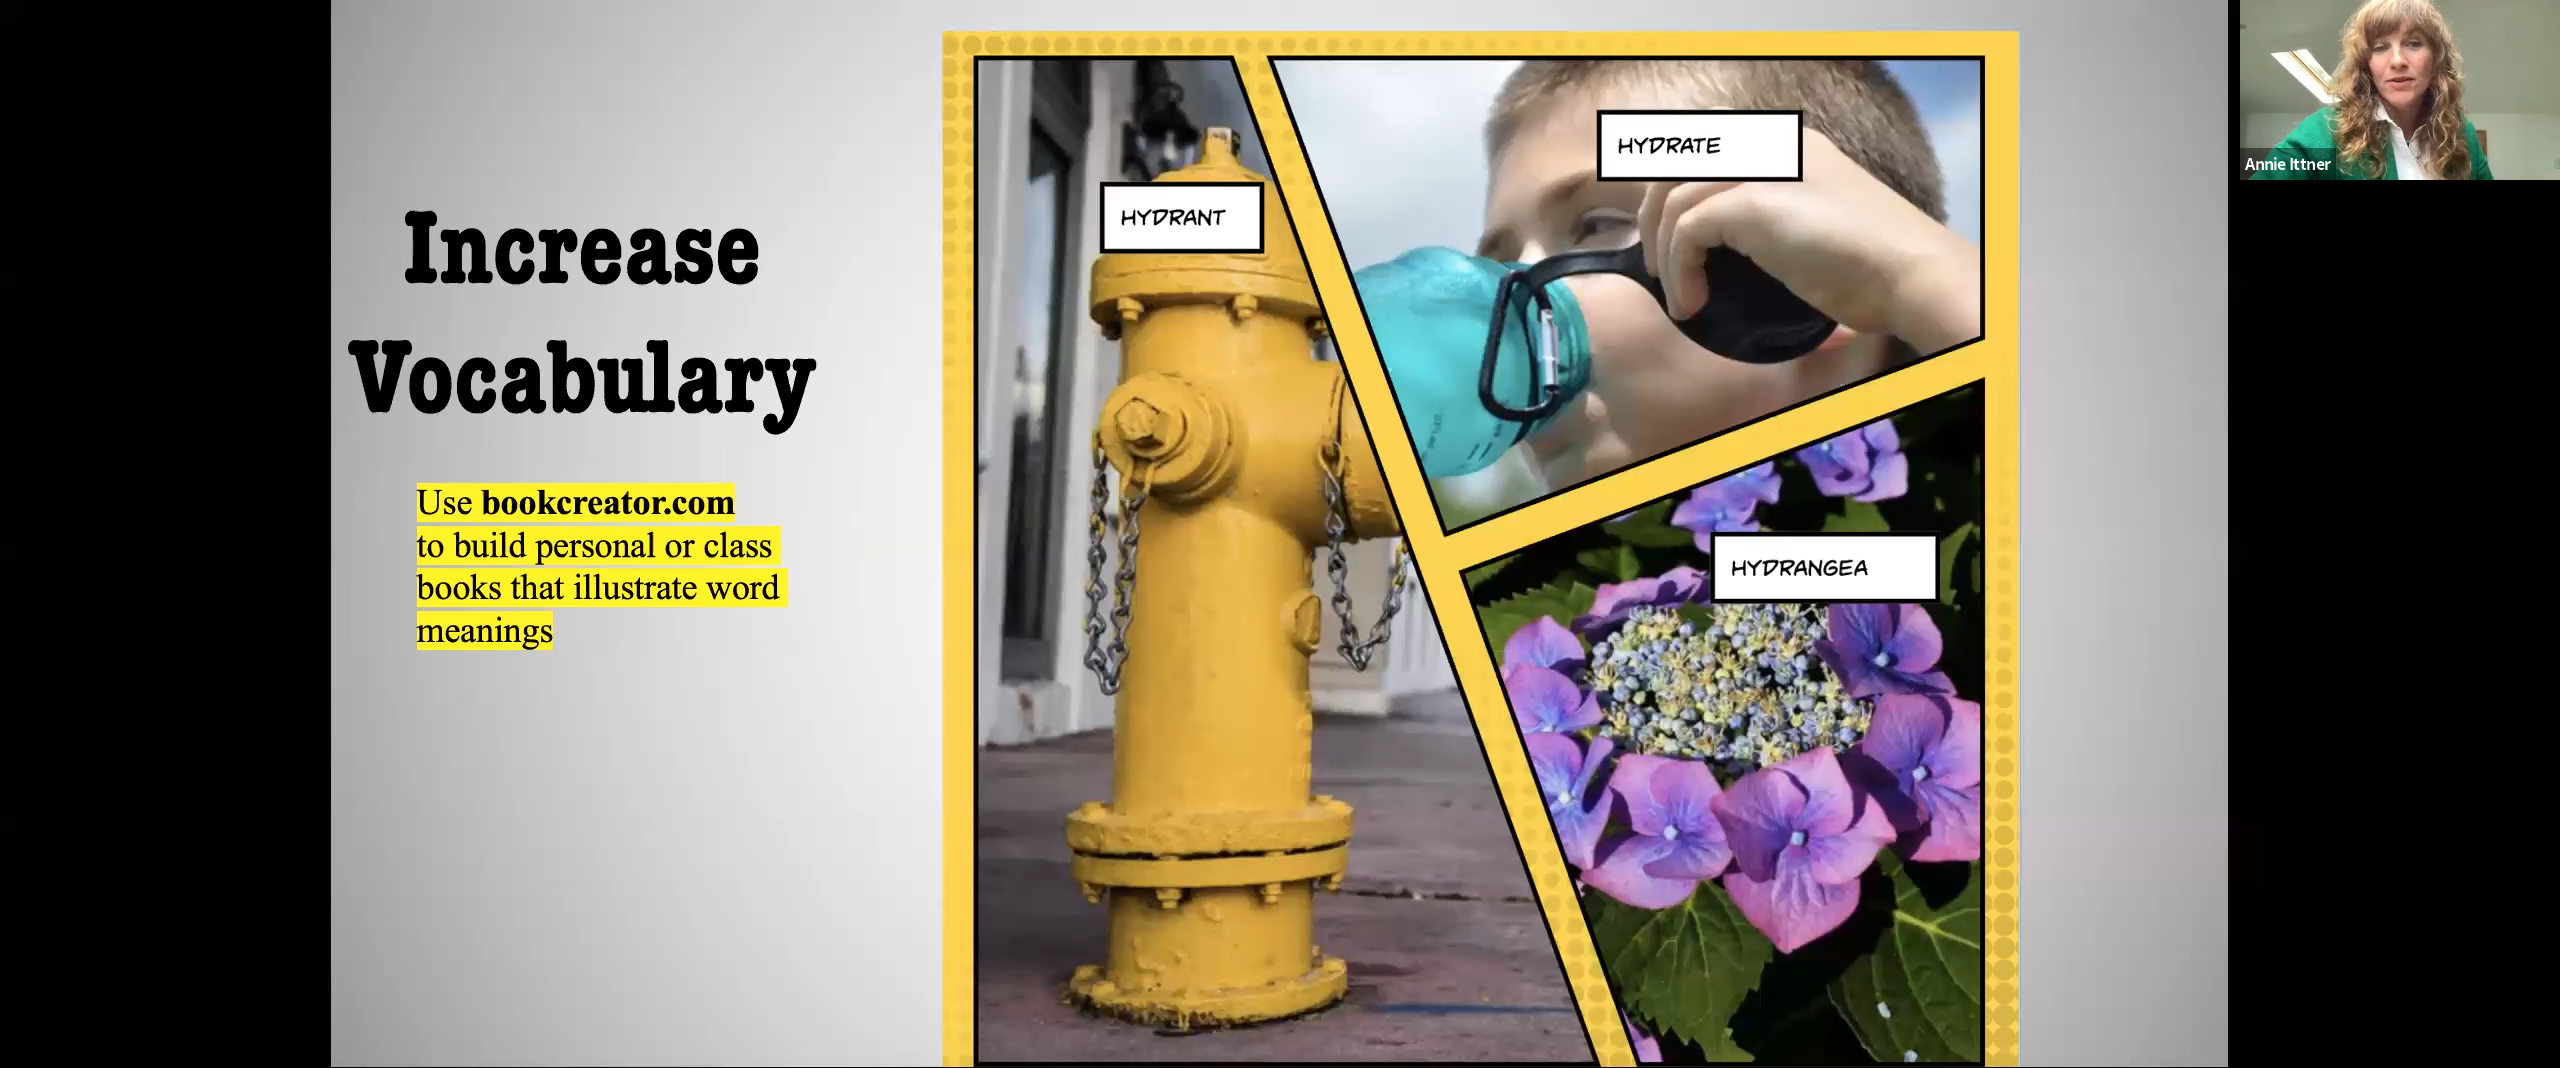 Increase
Vocabulary
Use bookcreator.com
to build personal or class
books that illustrate word
meanings
HYDRANT
HYDRATE
HYDRANGEA
Annie Ittner